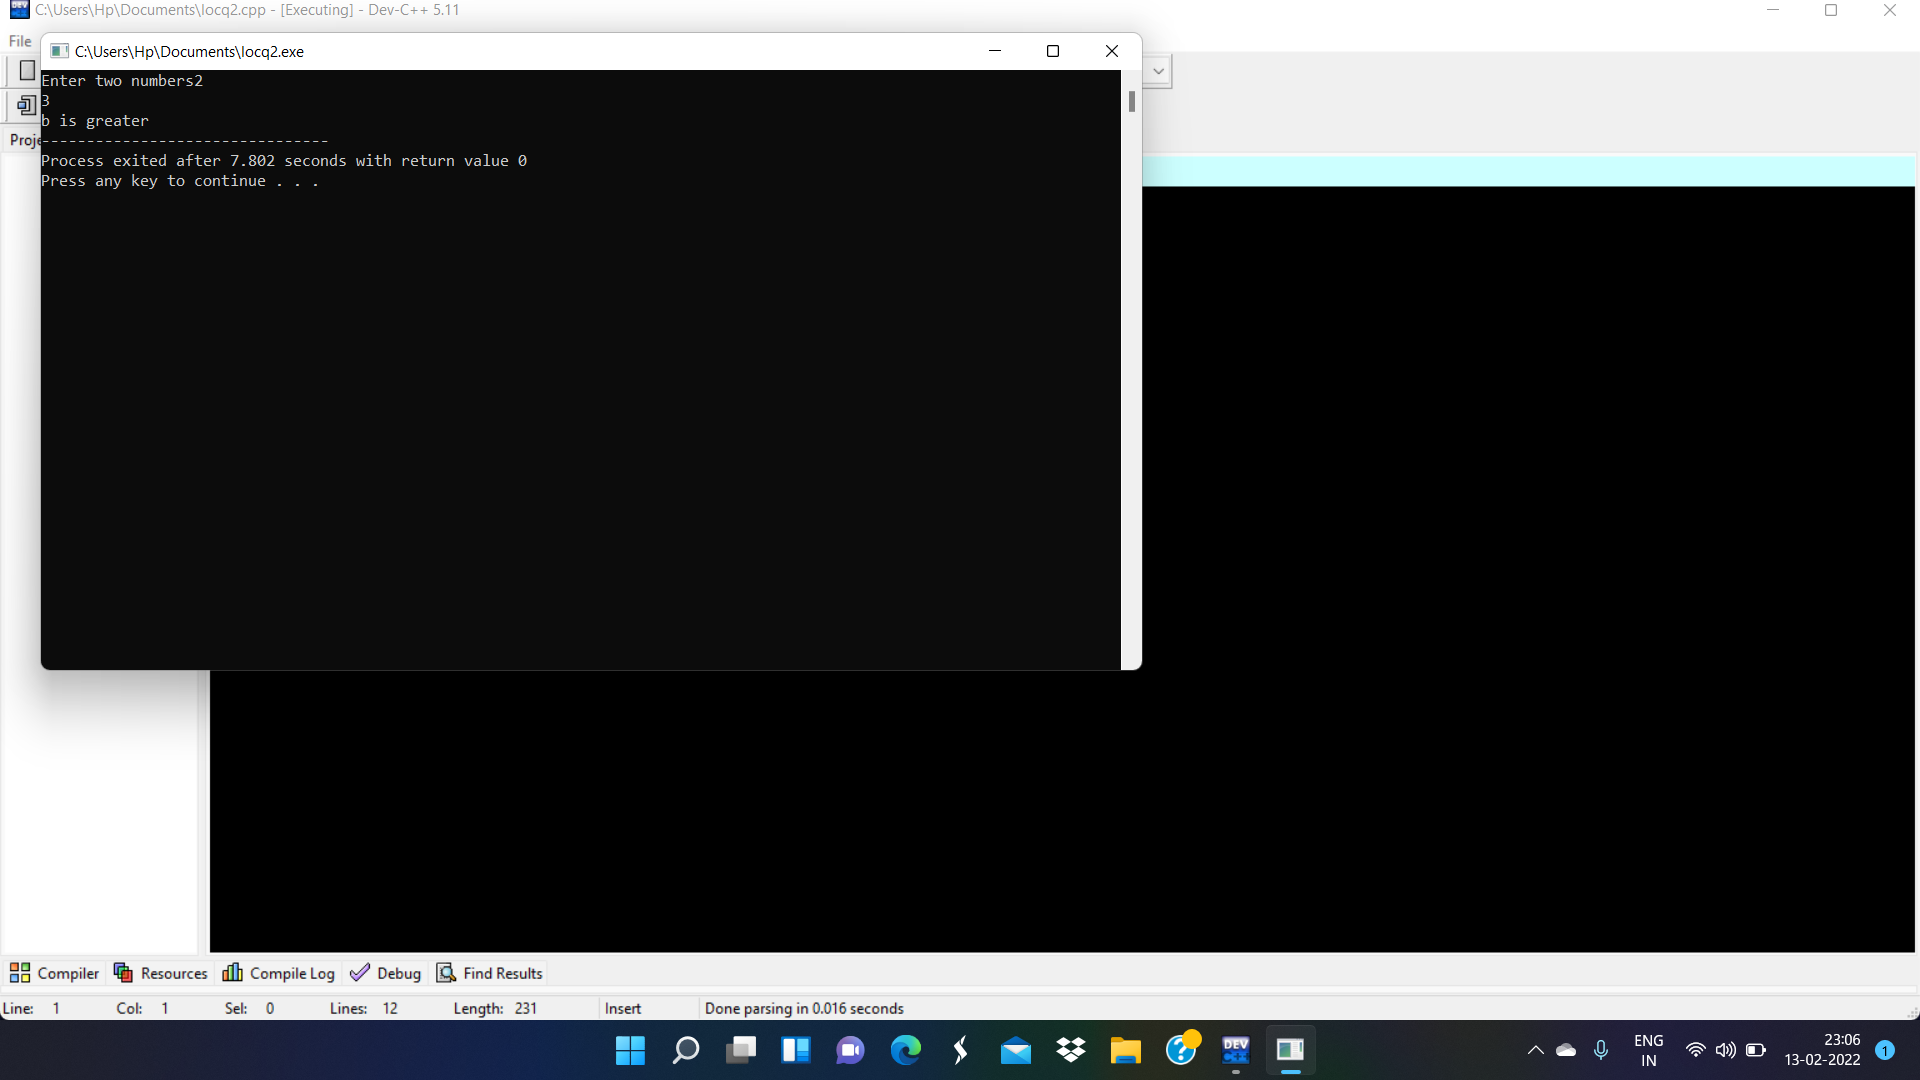 C:\Users\Hp\Documents\locq2.cpp - [Executing] - Dev-C++ 5.11
File
C:\Users\Hp\Documents\locq2.exe
Enter two numbers2
3
b is greater
--------------------------------
Process exited after 7.802 seconds with return value 0
Press any key to continue . . .
Proje
Compiler Resources Compile Log Debug Find Results
Line: 1 Col: 1 Sel: 0 Lines: 12 Length: 231 Insert Done parsing in 0.016 seconds
DEV C++
ENG
IN
23:06
13-02-2022
1